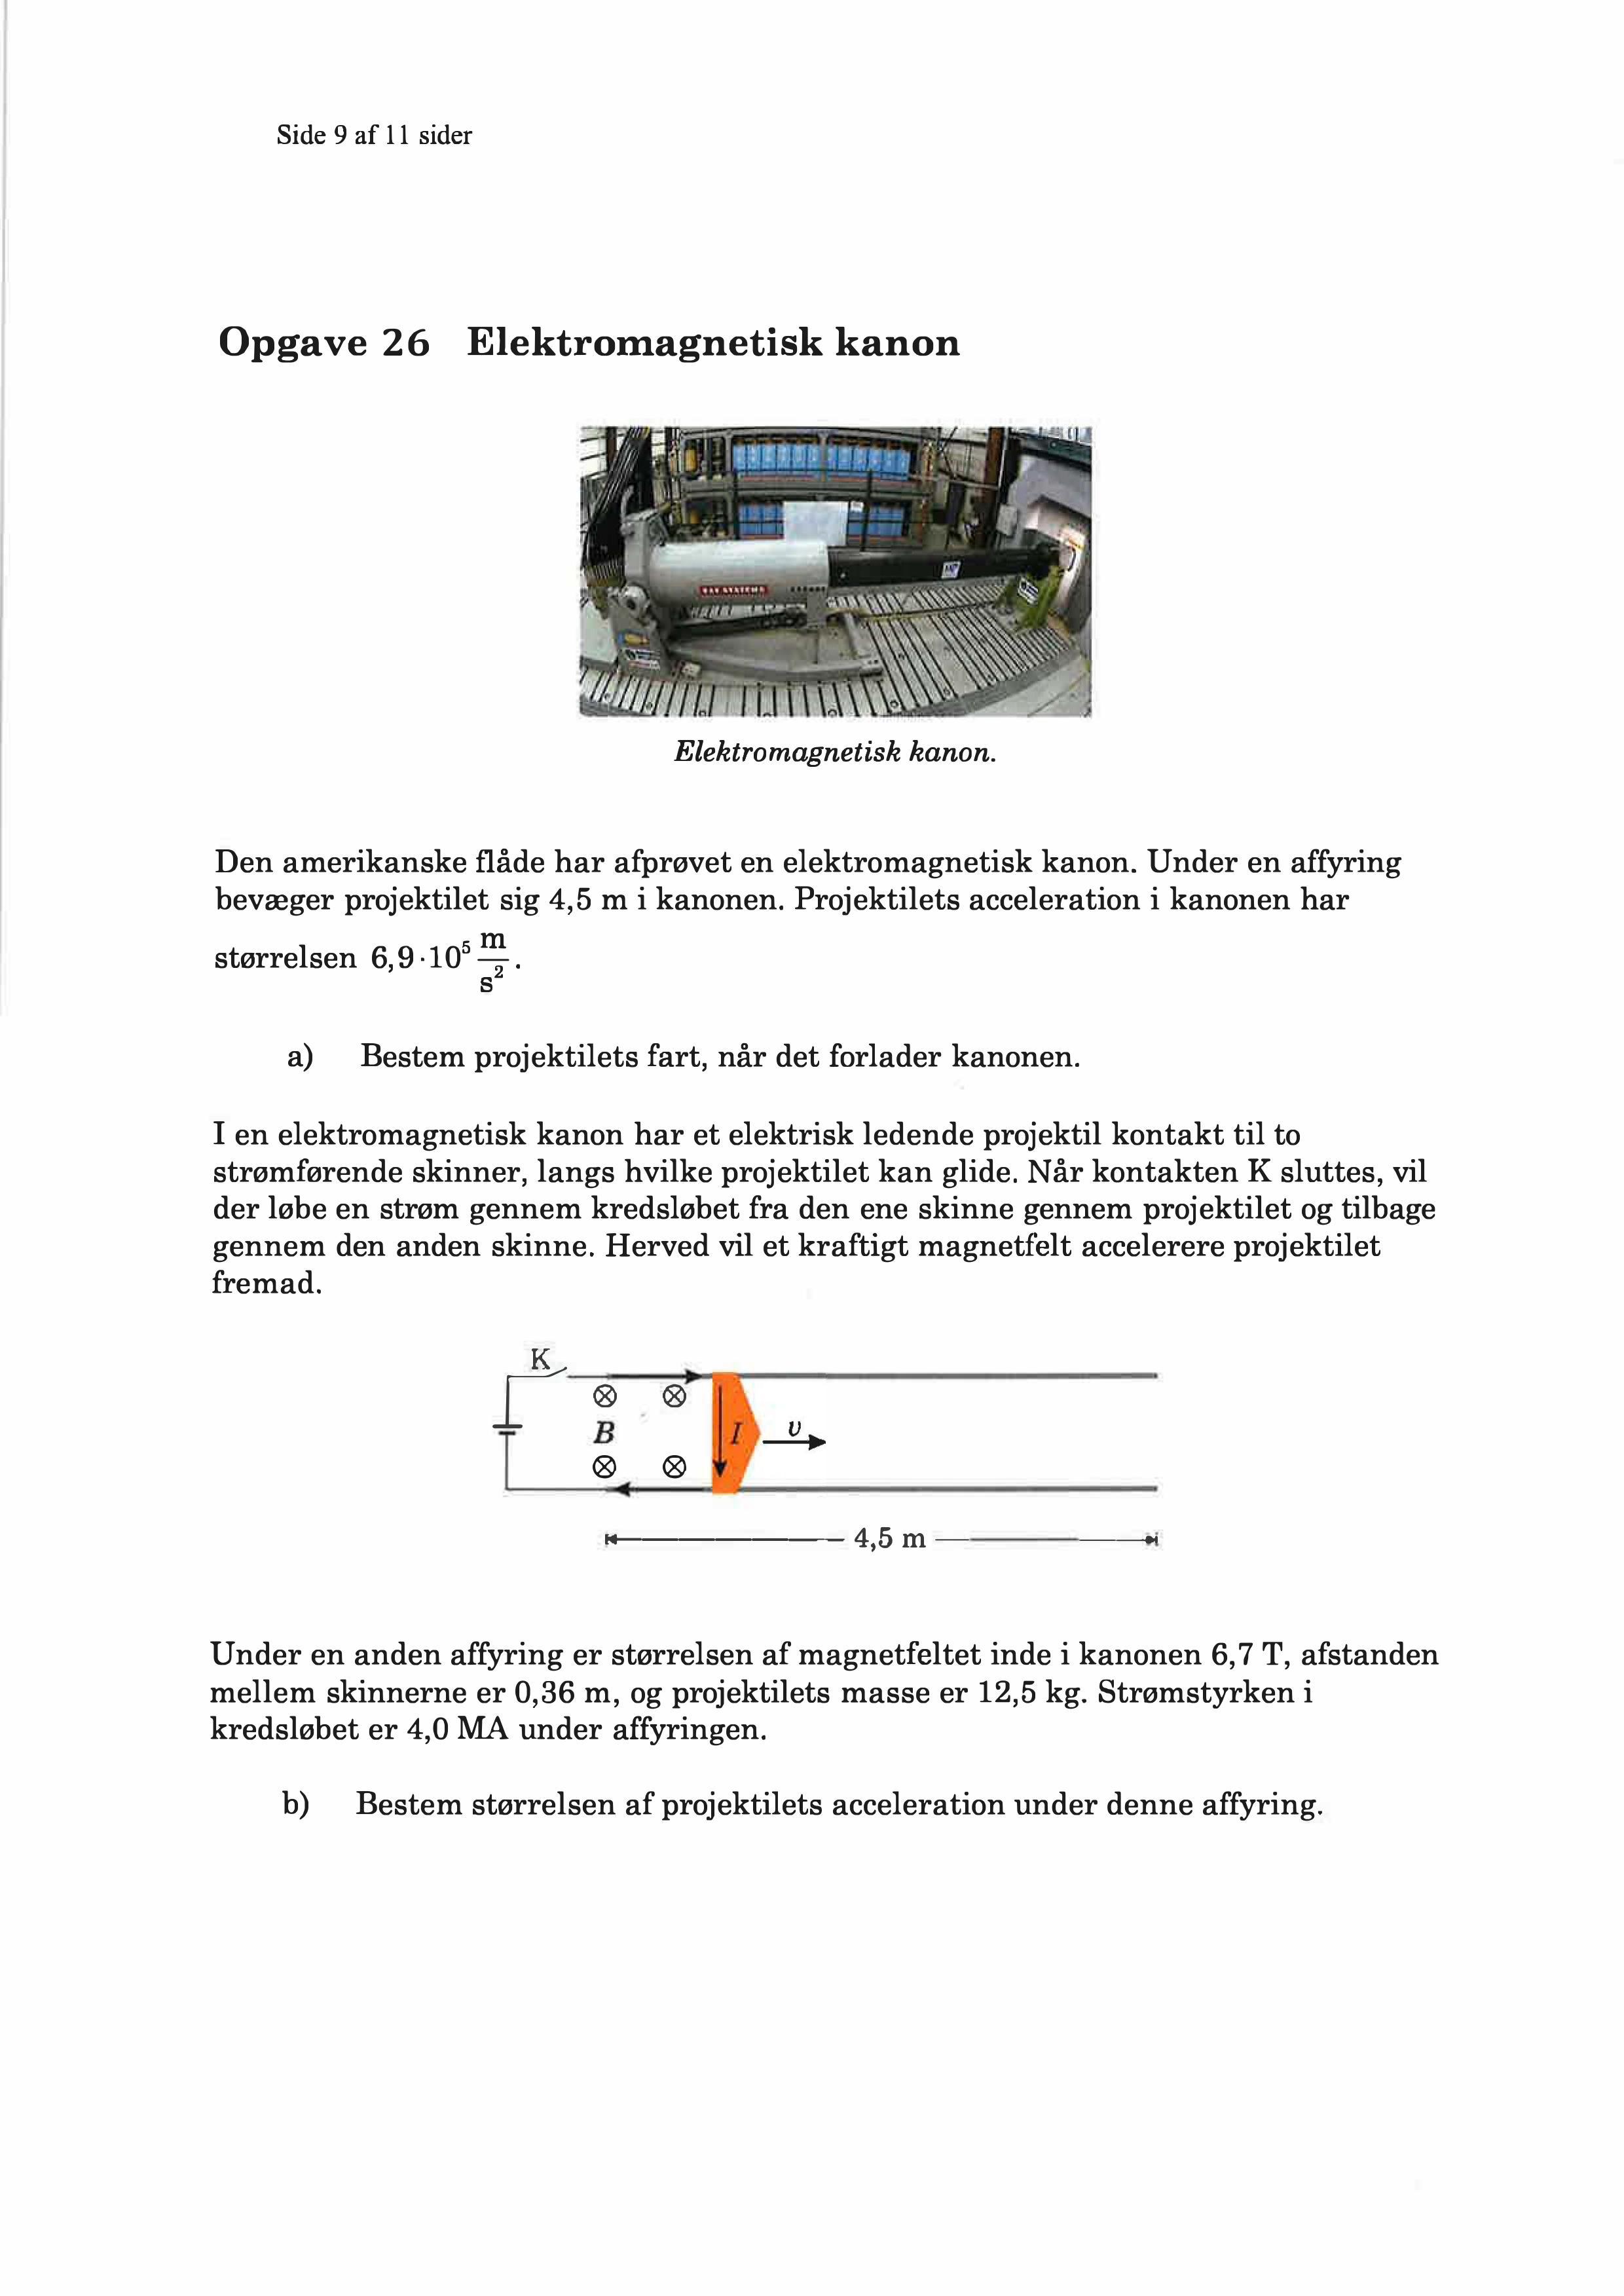 Side 9 af 11 sider
Opgave 26 Elektromagnetisk kanon
BAE SYSTEMS
Elektromagnetisk kanon.
Den amerikanske flåde har afprøvet en elektromagnetisk kanon. Under en affyring
bevæger projektilet sig 4,5 m i kanonen. Projektilets acceleration i kanonen har
størrelsen 6,9·10⁵ m/s².
a) Bestem projektilets fart, når det forlader kanonen.
I en elektromagnetisk kanon har et elektrisk ledende projektil kontakt til to
strømførende skinner, langs hvilke projektilet kan glide. Når kontakten K sluttes, vil
der løbe en strøm gennem kredsløbet fra den ene skinne gennem projektilet og tilbage
gennem den anden skinne. Herved vil et kraftigt magnetfelt accelerere projektilet
fremad.
K
B I v
4,5 m
Under en anden affyring er størrelsen af magnetfeltet inde i kanonen 6,7 T, afstanden
mellem skinnerne er 0,36 m, og projektilets masse er 12,5 kg. Strømstyrken i
kredsløbet er 4,0 MA under affyringen.
b) Bestem størrelsen af projektilets acceleration under denne affyring.